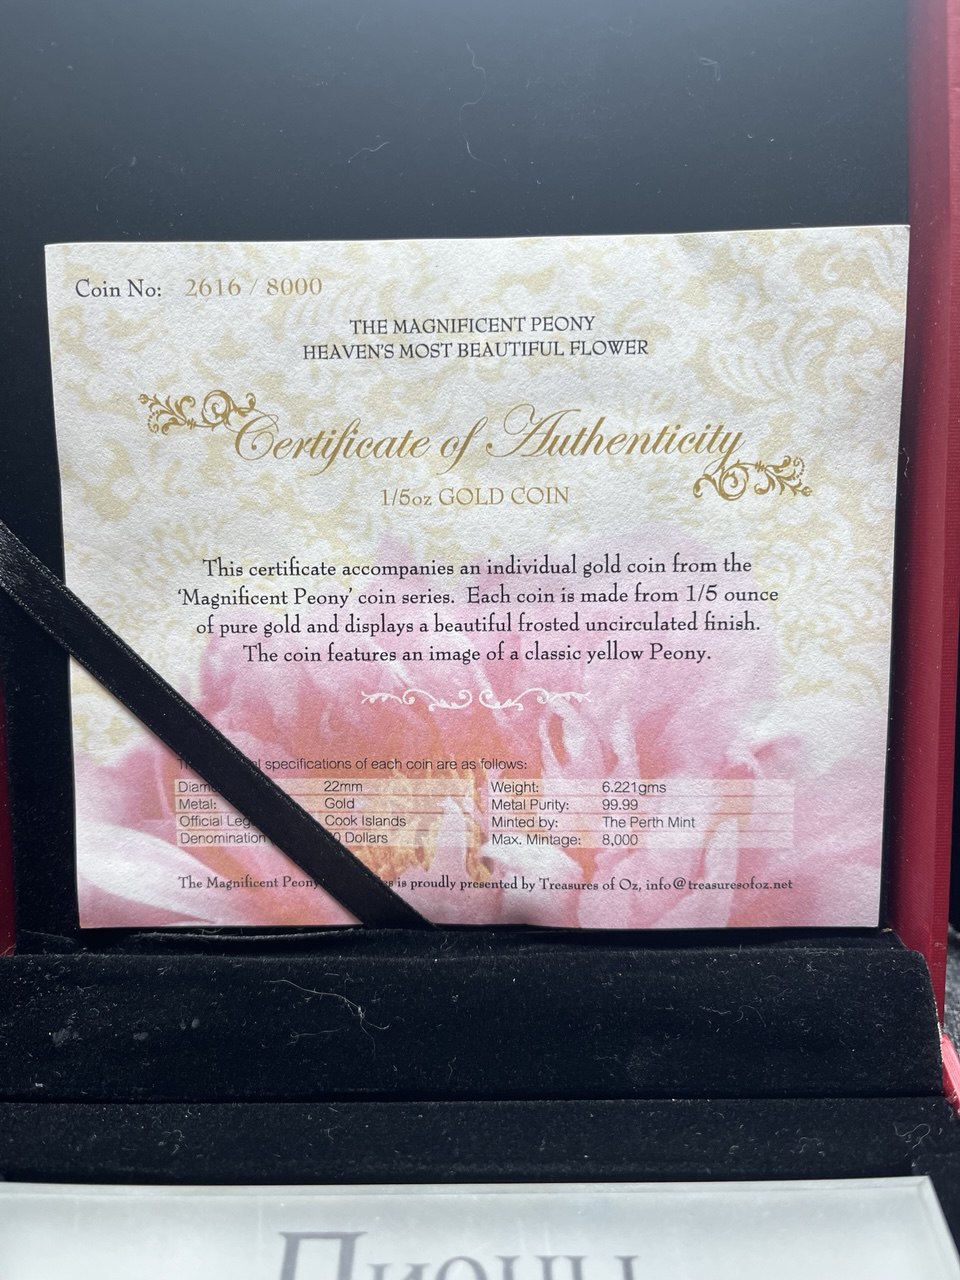 Coin No: 2616 / 8000
THE MAGNIFICENT PEONY
HEAVEN'S MOST BEAUTIFUL FLOWER
Certificate of Authenticity
1/5oz GOLD COIN
This certificate accompanies an individual gold coin from the
'Magnificent Peony' coin series. Each coin is made from 1/5 ounce
of pure gold and displays a beautiful frosted uncirculated finish.
The coin features an image of a classic yellow Peony.
specifications of each coin are as follows:
22mm Weight: 6.221gms
Metal: Gold Metal Purity: 99.99
Official Cook Islands Minted by: The Perth Mint
Denomination Dollars Max. Mintage: 8,000
The Magnificent Peony is proudly presented by Treasures of Oz, info@treasuresofoz.net